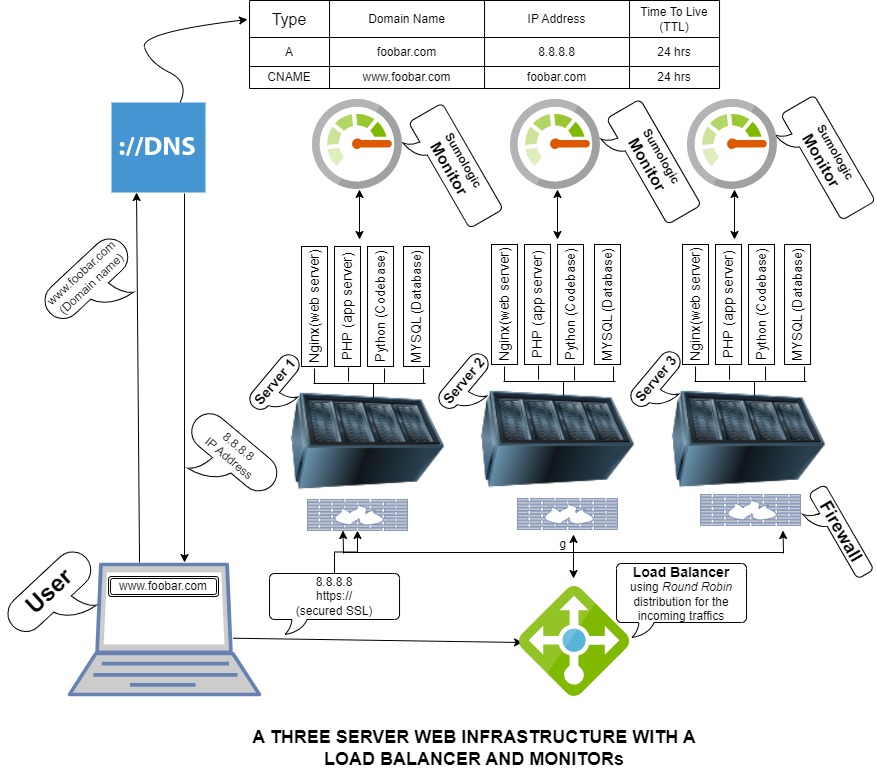 Type
Domain Name
IP Address
Time To Live
(TTL)
A
foobar.com
8.8.8.8
24 hrs
CNAME
www.foobar.com
foobar.com
24 hrs
://DNS
Sumologic
Monitor
Sumologic
Monitor
Sumologic
Monitor
www.foobar.com
(Domain name)
Nginx(web server)
PHP (app server)
Python (Codebase)
MYSQL (Database)
Nginx(web server)
PHP (app server)
Python (Codebase)
MYSQL (Database)
Nginx(web server)
PHP (app server)
Python (Codebase)
MYSQL (Database)
Server 1
Server 2
Server 3
8.8.8.8
IP Address
Firewall
g
User
www.foobar.com
8.8.8.8
https://
(secured SSL)
Load Balancer
using Round Robin
distribution for the
incoming traffics
A THREE SERVER WEB INFRASTRUCTURE WITH A
LOAD BALANCER AND MONITORs